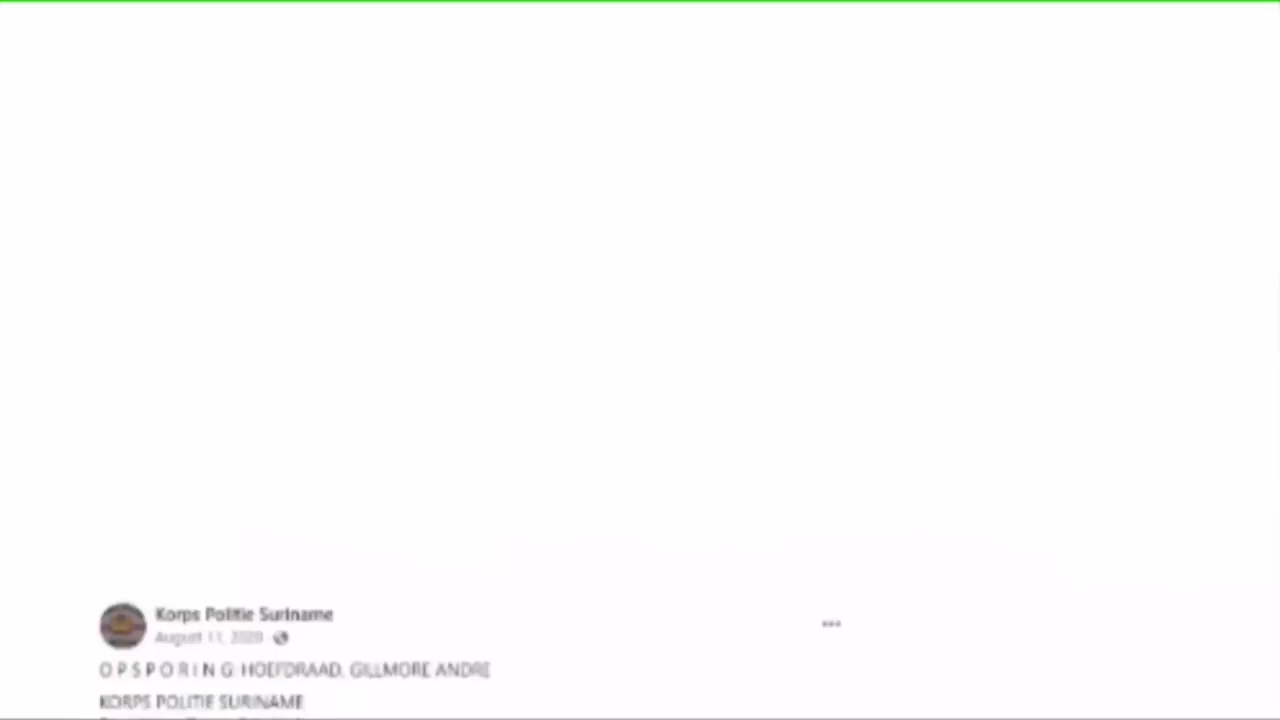 Korps Politie Suriname
August 11, 2020
O P S P O R I N G: HOEFDRAAD, GILLMORE ANDRE
KORPS POLITIE SURINAME